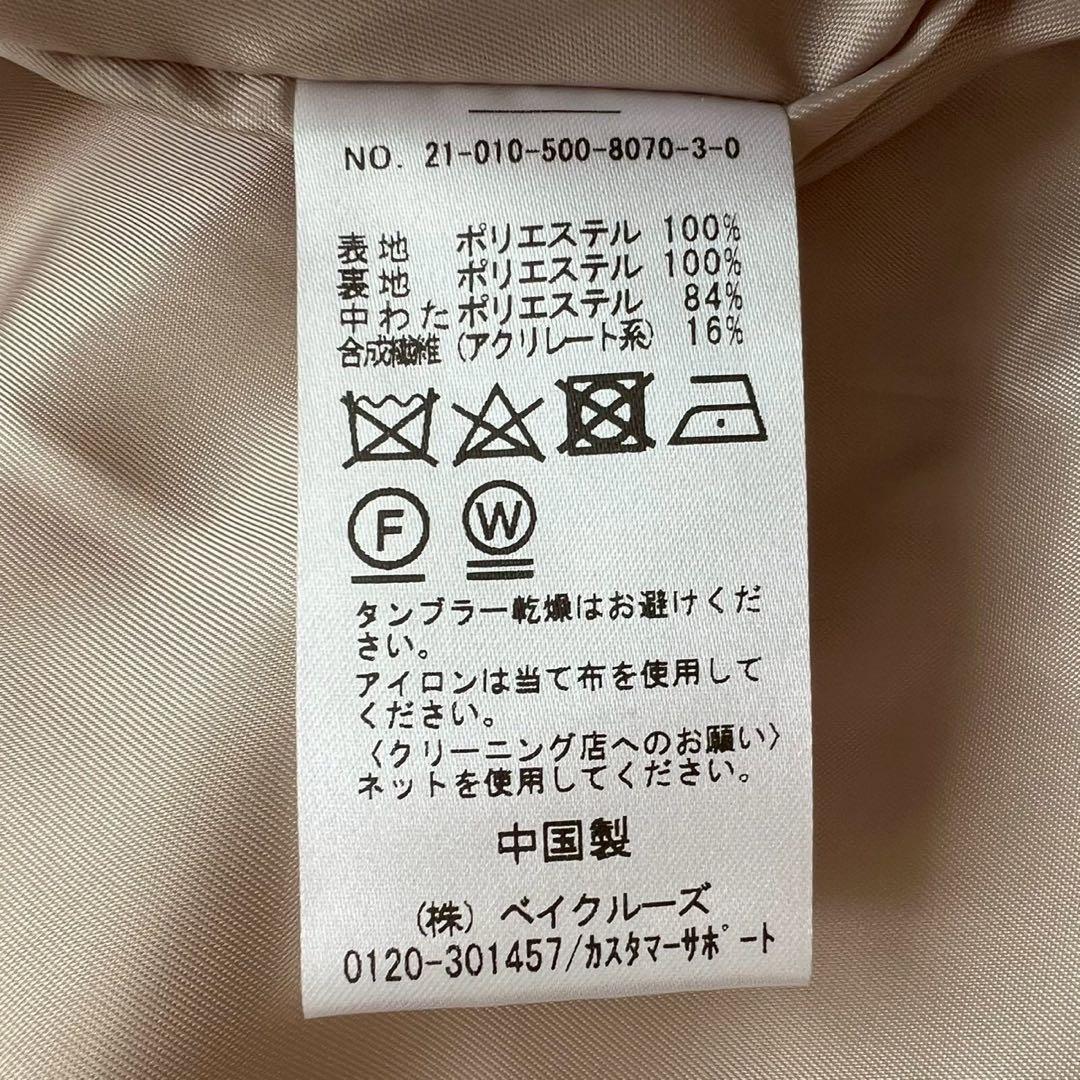 NO. 21-010-500-8070-3-0
表地 ポリエステル 100%
裏地 ポリエステル 100%
中わた ポリエステル 84%
合成繊維 (アクリレート系) 16%
F W
タンブラー乾燥はお避けくだ
さい。
アイロンは当て布を使用して
ください。
〈クリーニング店へのお願い〉
ネットを使用してください。
中国製
(株) ベイクルーズ
0120-301457/カスタマーサポート